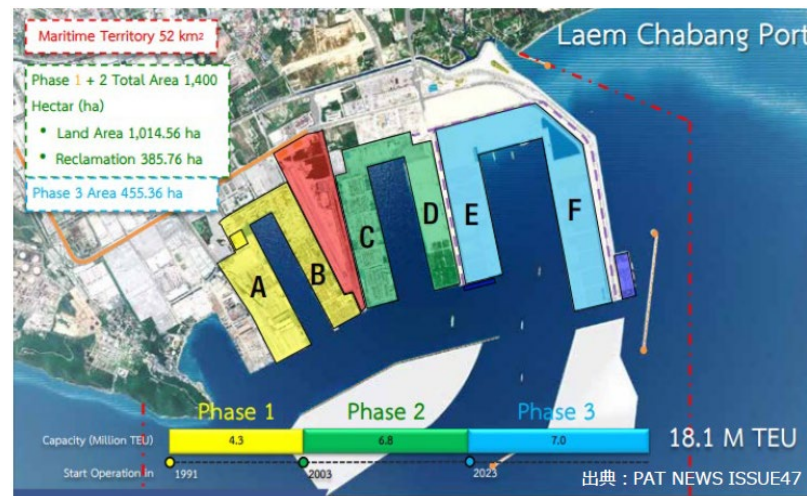 Laem Chabang Port
Maritime Territory 52 km²
Phase 1 + 2 Total Area 1,400
Hectar (ha)
• Land Area 1,014.56 ha
• Reclamation 385.76 ha
Phase 3 Area 455.36 ha
A
B
C
D
E
F
Phase 1
Phase 2
Phase 3
Capacity (Million TEU)
4.3
6.8
7.0
18.1 M TEU
Start Operation in
1991
2003
2023
出典：PAT NEWS ISSUE47